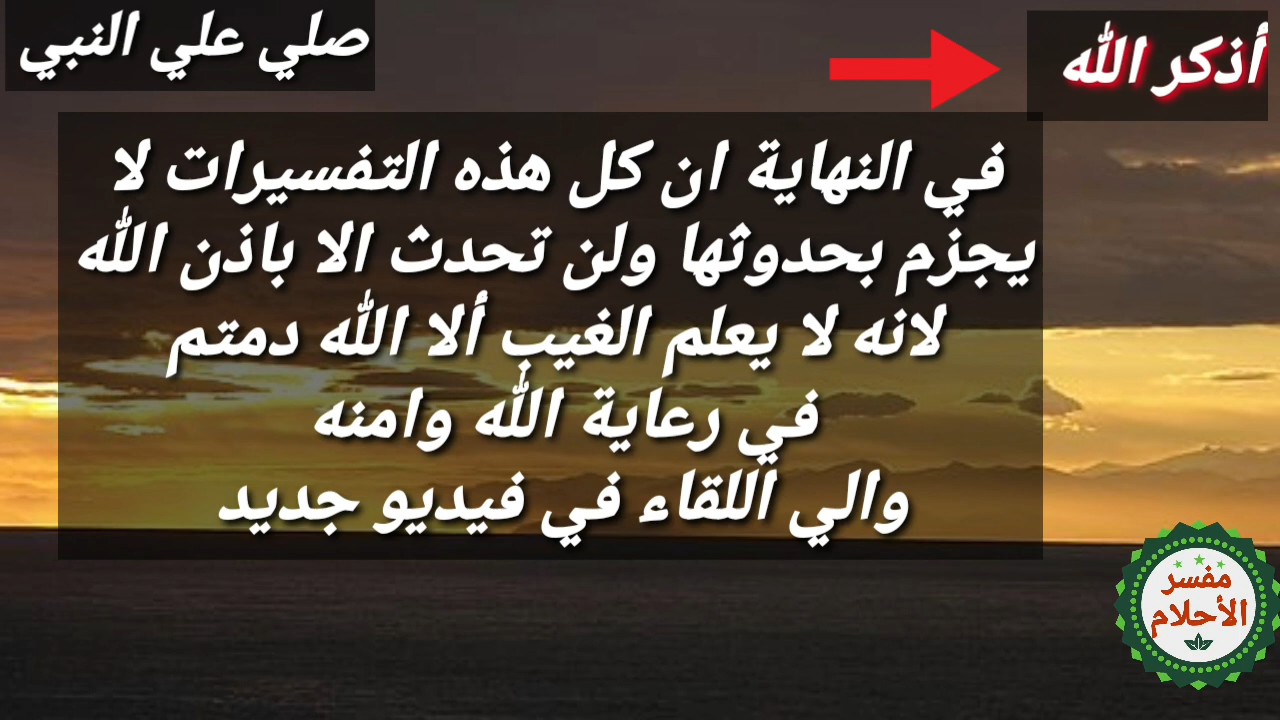 أذكر الله
صلي علي النبي
في النهاية ان كل هذه التفسيرات لا
يجزم بحدوثها ولن تحدث الا باذن الله
لانه لا يعلم الغيب ألا الله دمتم
في رعاية الله وامنه
والي اللقاء في فيديو جديد
مفسر
الأحلام